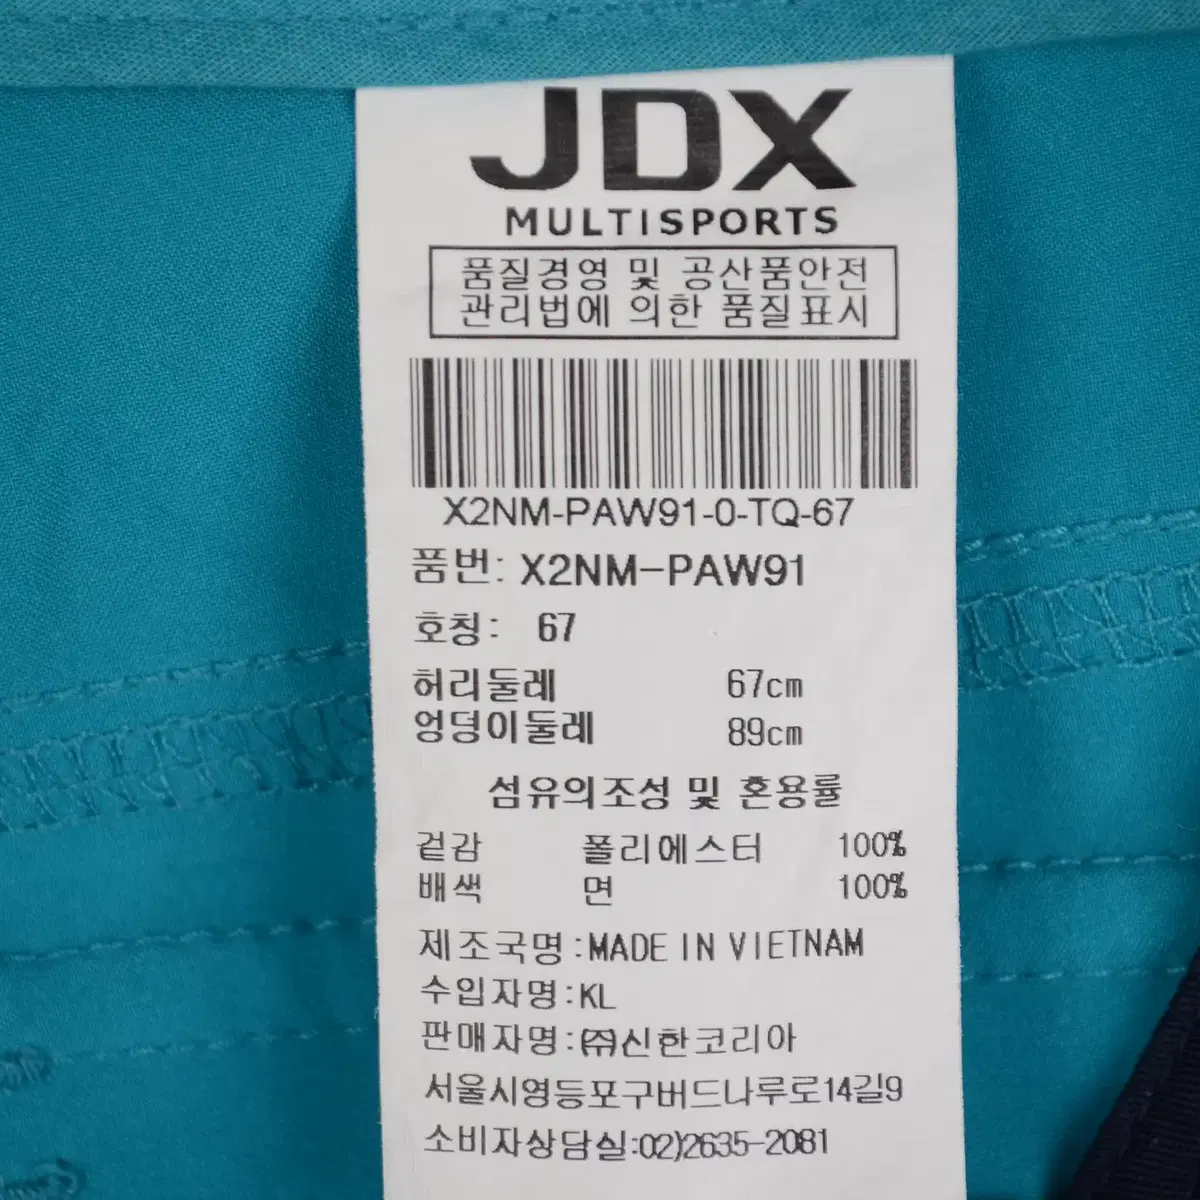 JDX
MULTISPORTS
품질경영 및 공산품안전
관리법에 의한 품질표시
X2NM-PAW91-0-TQ-67
품번: X2NM-PAW91
호칭: 67
허리둘레 67cm
엉덩이둘레 89cm
섬유의조성 및 혼용률
겉감 폴리에스터 100%
배색 면 100%
제조국명:MADE IN VIETNAM
수입자명:KL
판매자명:㈜신한코리아
서울시영등포구버드나루로14길9
소비자상담실:02)2635-2081